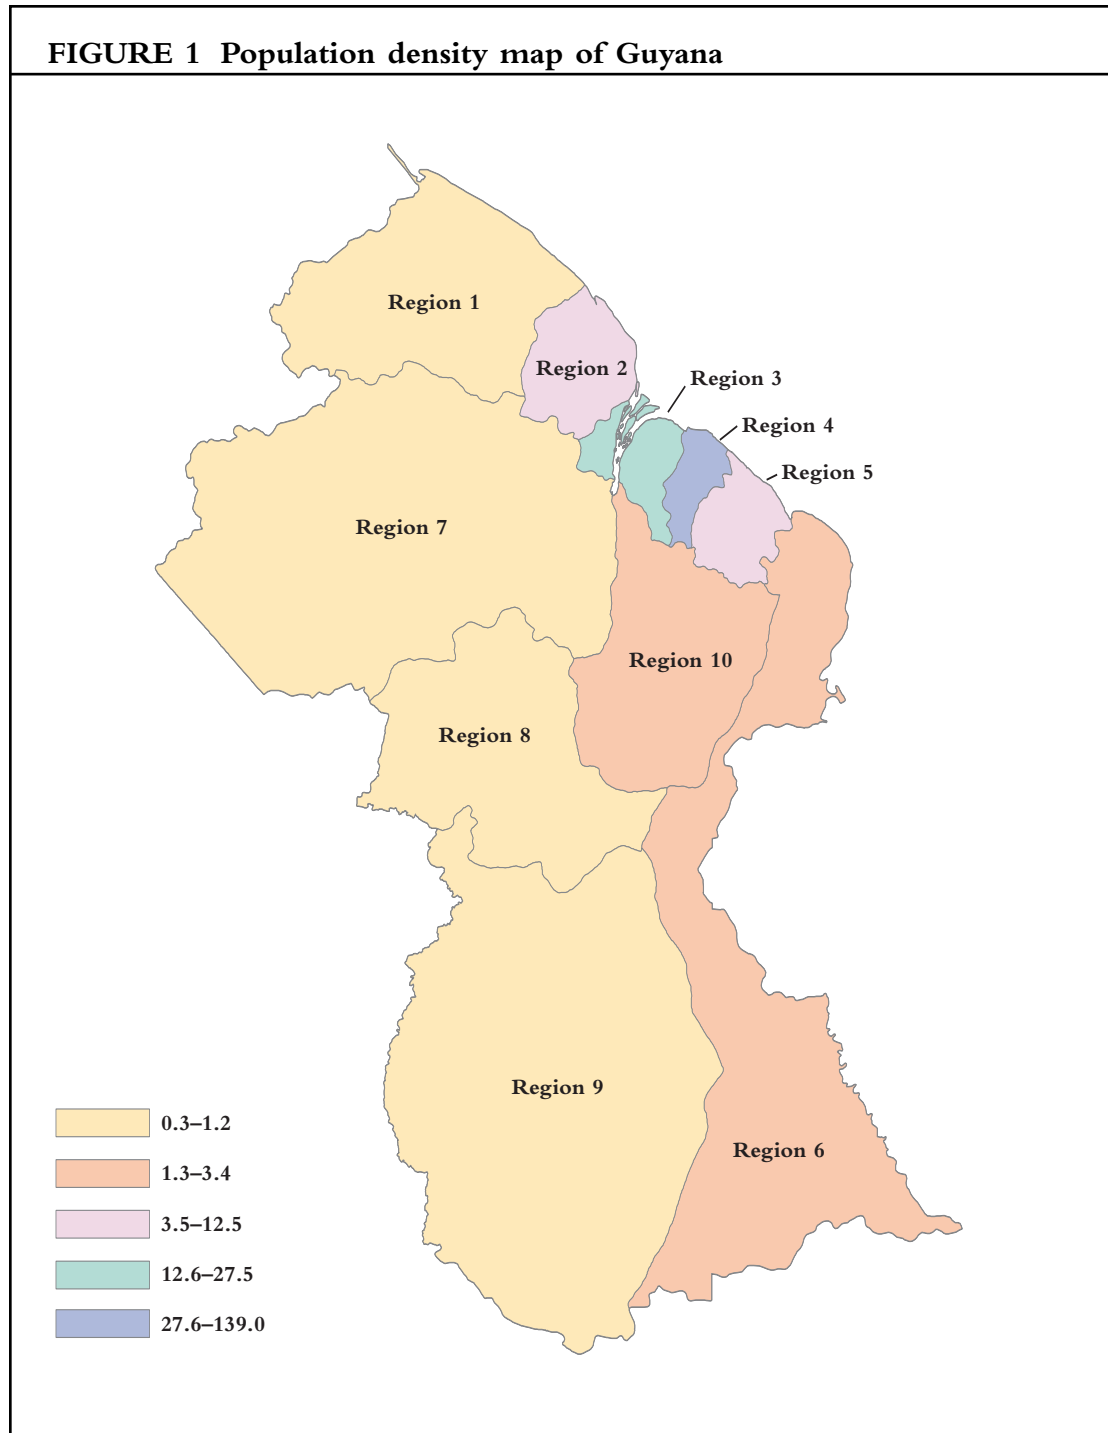 FIGURE 1 Population density map of Guyana
Region 1
Region 2
Region 3
Region 4
Region 5
Region 7
Region 10
Region 8
Region 9
Region 6
0.3–1.2
1.3–3.4
3.5–12.5
12.6–27.5
27.6–139.0